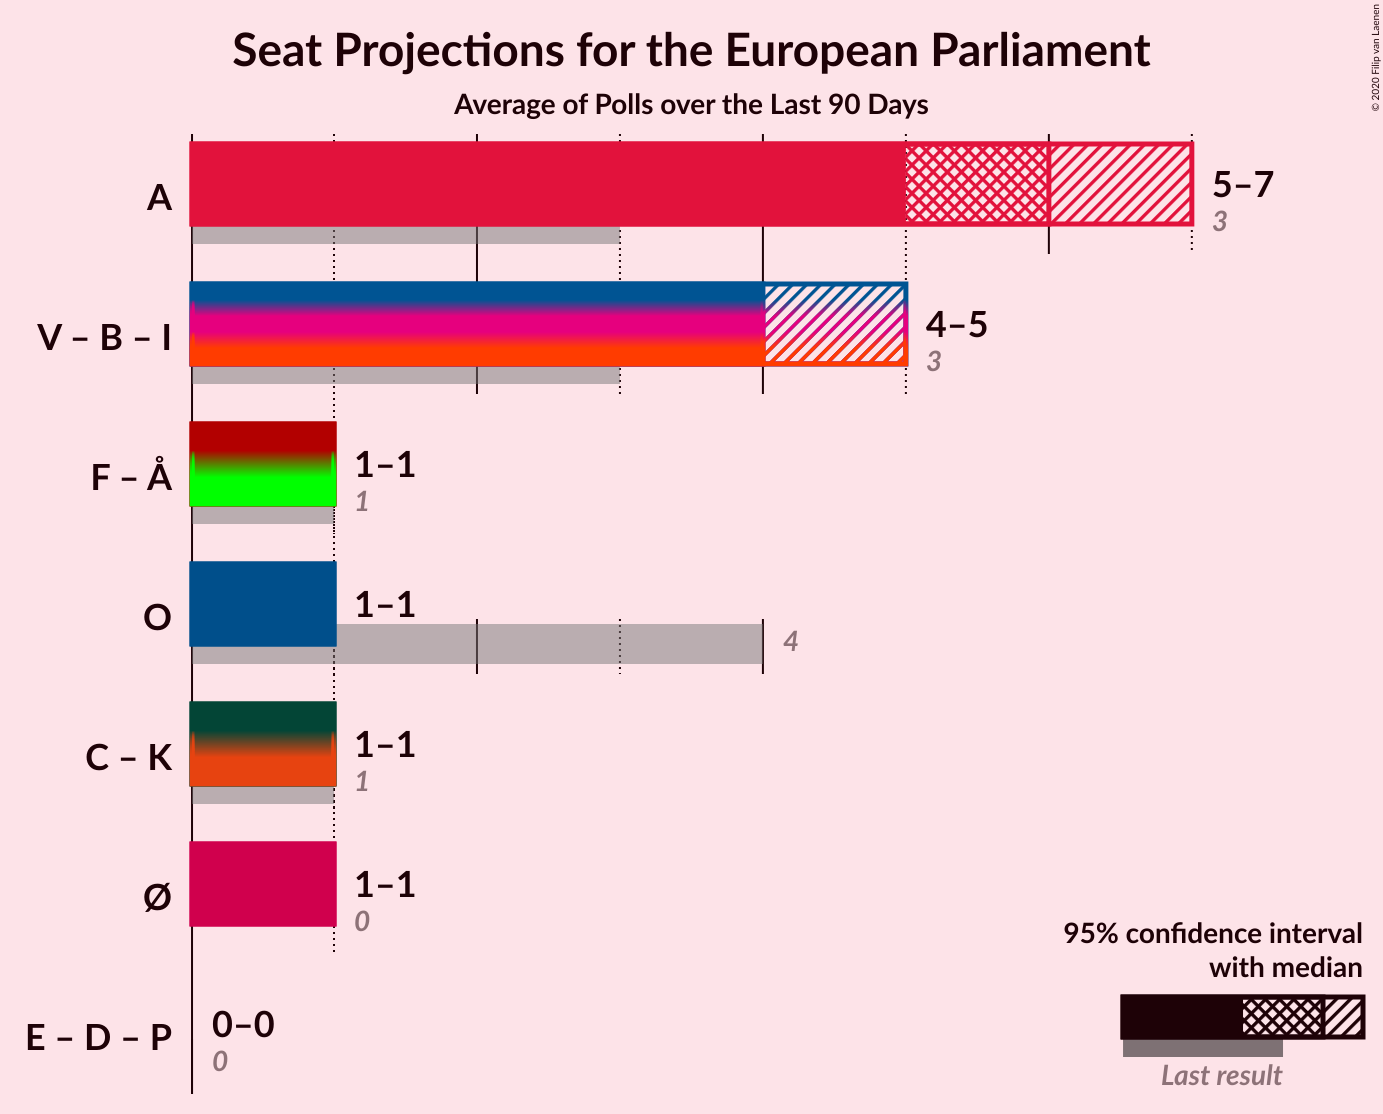 Seat Projections for the European Parliament
Average of Polls over the Last 90 Days
© 2020 Filip van Laenen
A
5–7
3
V – B – I
4–5
3
F – Å
1–1
1
O
1–1
4
C – K
1–1
1
Ø
1–1
0
E – D – P
0–0
0
95% confidence interval
with median
Last result